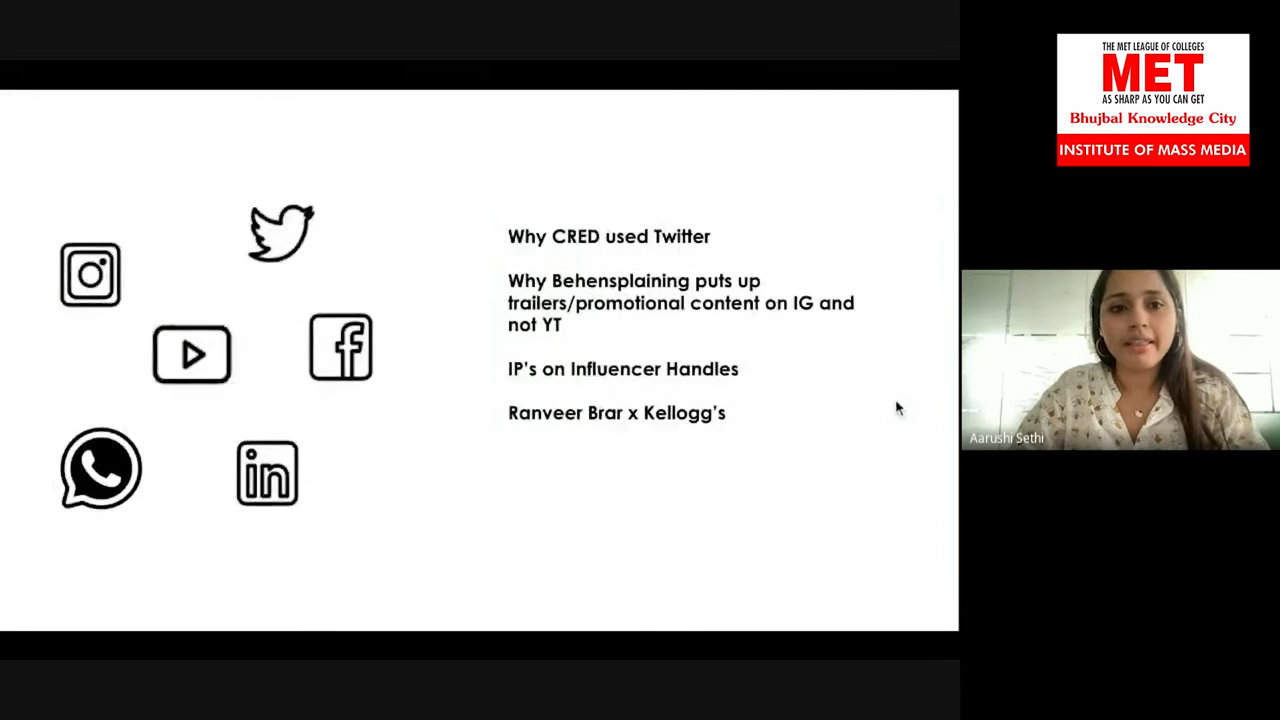 Why CRED used Twitter
Why Behensplaining puts up
trailers/promotional content on IG and
not YT
IP's on Influencer Handles
Ranveer Brar x Kellogg's
in
THE MET LEAGUE OF COLLEGES
MET
AS SHARP AS YOU CAN GET
Bhujbal Knowledge City
INSTITUTE OF MASS MEDIA
Aarushi Sethi